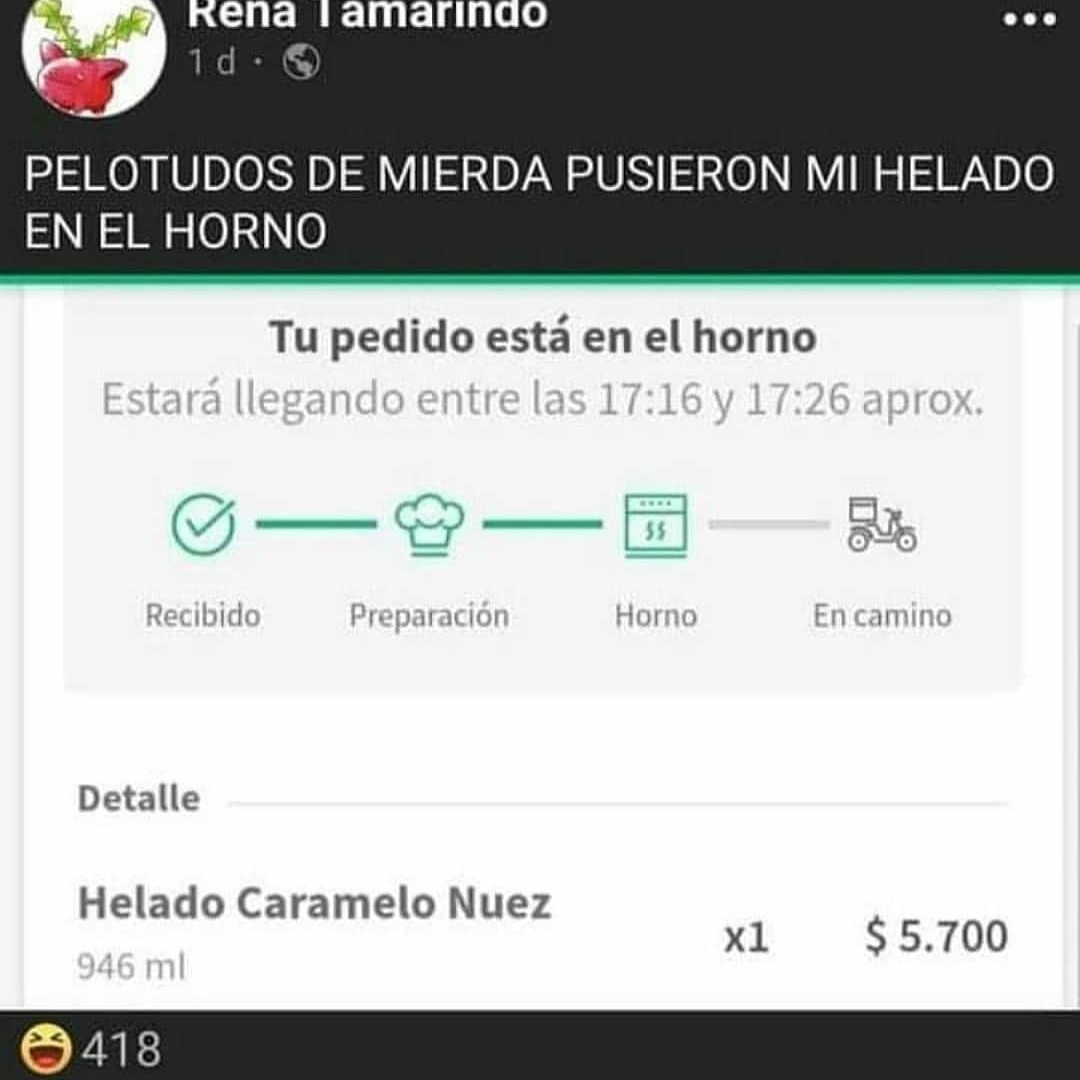 Rena Tamarindo
1 d ·
PELOTUDOS DE MIERDA PUSIERON MI HELADO
EN EL HORNO
Tu pedido está en el horno
Estará llegando entre las 17:16 y 17:26 aprox.
Recibido Preparación Horno En camino
Detalle
Helado Caramelo Nuez
x1 $ 5.700
946 ml
418